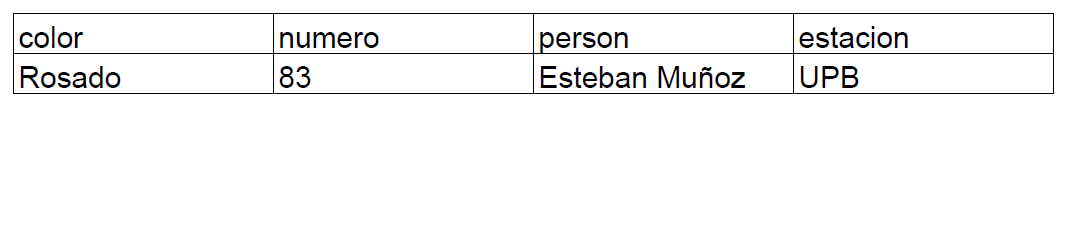 color numero person estacion
Rosado 83 Esteban Muñoz UPB